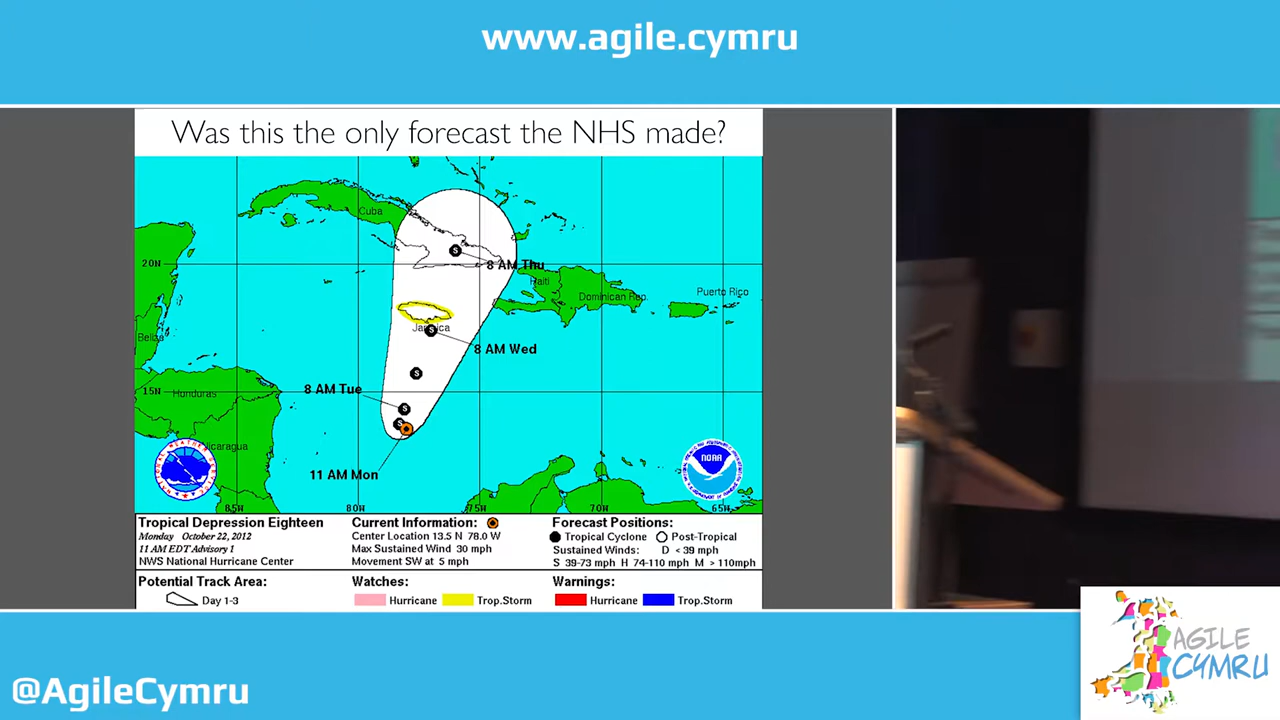 www.agile.cymru
Was this the only forecast the NHS made?
Cuba
8 AM Thu
20N
Haiti
Dominican Rep.
Puerto Rico
Jamaica
Belize
8 AM Wed
15N
Honduras
8 AM Tue
Nicaragua
11 AM Mon
NATIONAL WEATHER SERVICE
NOAA
85W 80W 75W 70W 65W
Tropical Depression Eighteen
Monday October 22, 2012
11 AM EDT Advisory 1
NWS National Hurricane Center
Current Information:
Center Location 13.5 N 78.0 W
Max Sustained Wind 30 mph
Movement SW at 5 mph
Forecast Positions:
Tropical Cyclone Post-Tropical
Sustained Winds: D < 39 mph
S 39-73 mph H 74-110 mph M > 110mph
Potential Track Area:
Day 1-3
Watches:
Hurricane Trop.Storm
Warnings:
Hurricane Trop.Storm
@AgileCymru
AGILE
CYMRU